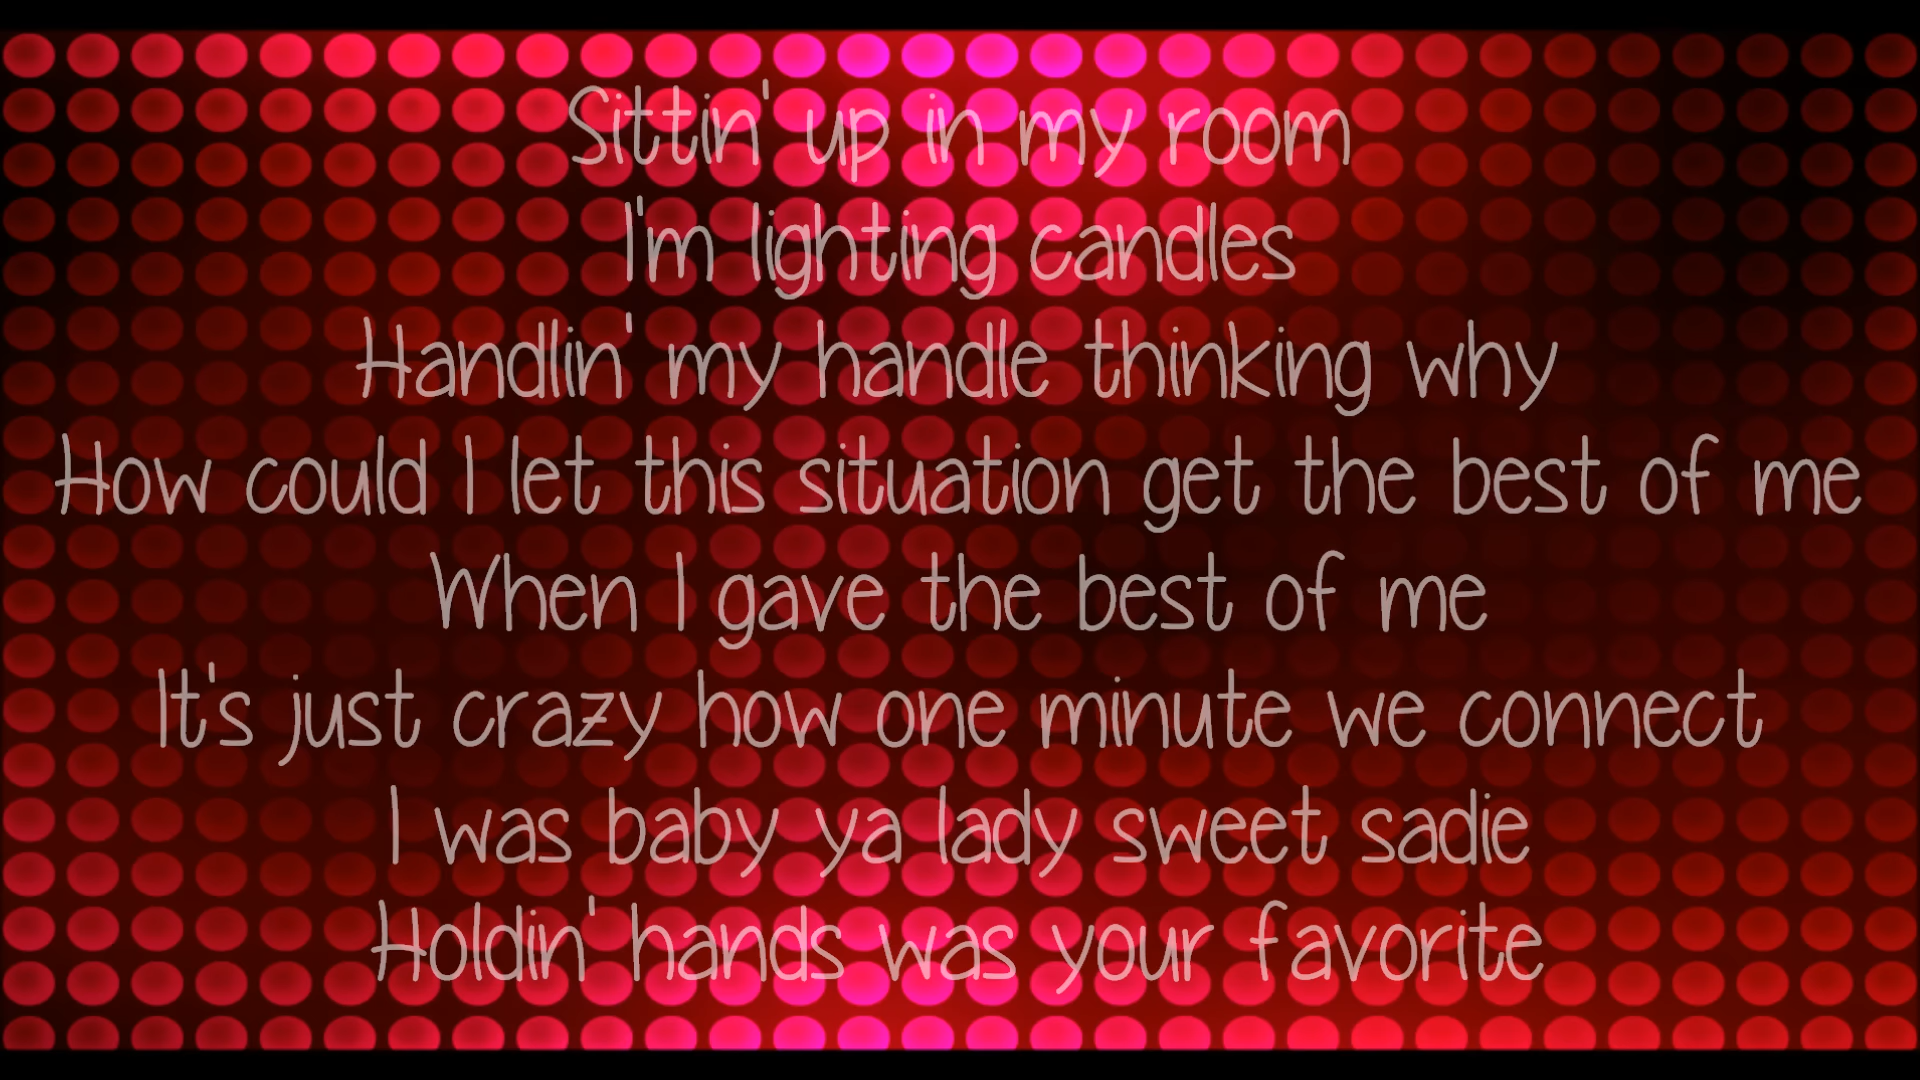 Sittin' up in my room
I'm lighting candles
Handlin' my handle thinking why
How could I let this situation get the best of me
When I gave the best of me
It's just crazy how one minute we connect
I was baby ya lady sweet sadie
Holdin' hands was your favorite